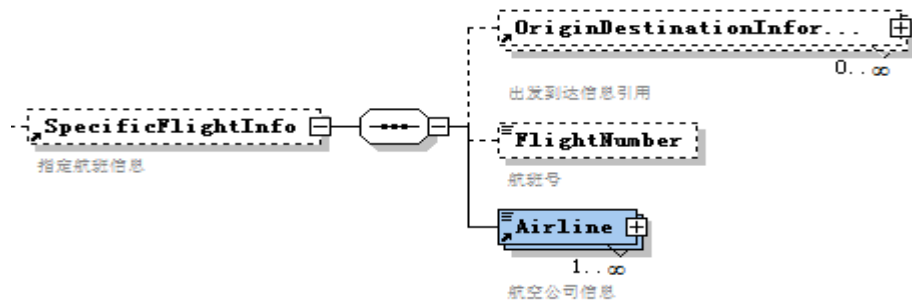 OriginDestinationInfor...
0..∞
出发到达信息引用
SpecificFlightInfo
指定航班信息
FlightNumber
航班号
Airline
1..∞
航空公司信息